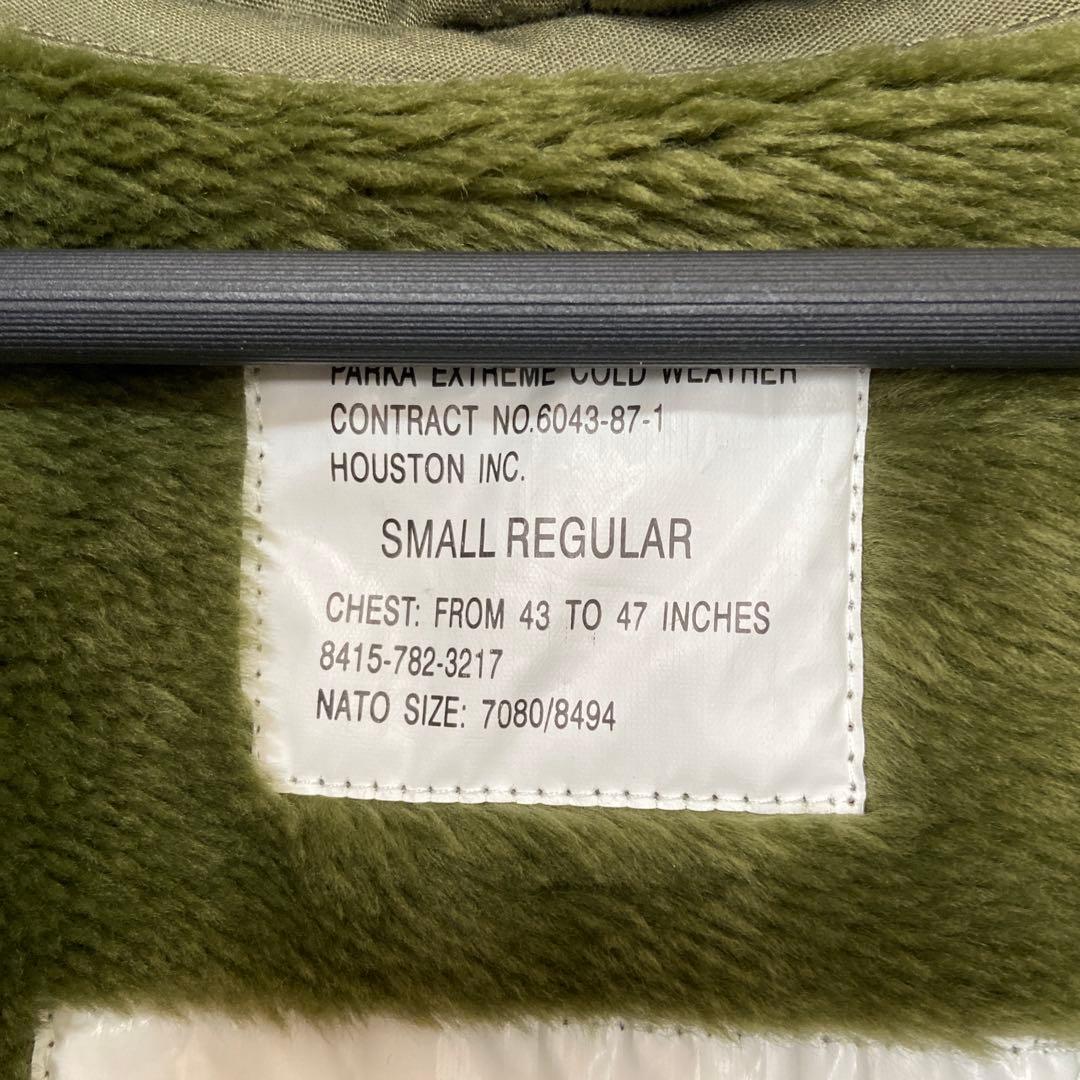 PARKA EXTREME COLD WEATHER
CONTRACT NO.6043-87-1
HOUSTON INC.
SMALL REGULAR
CHEST: FROM 43 TO 47 INCHES
8415-782-3217
NATO SIZE: 7080/8494